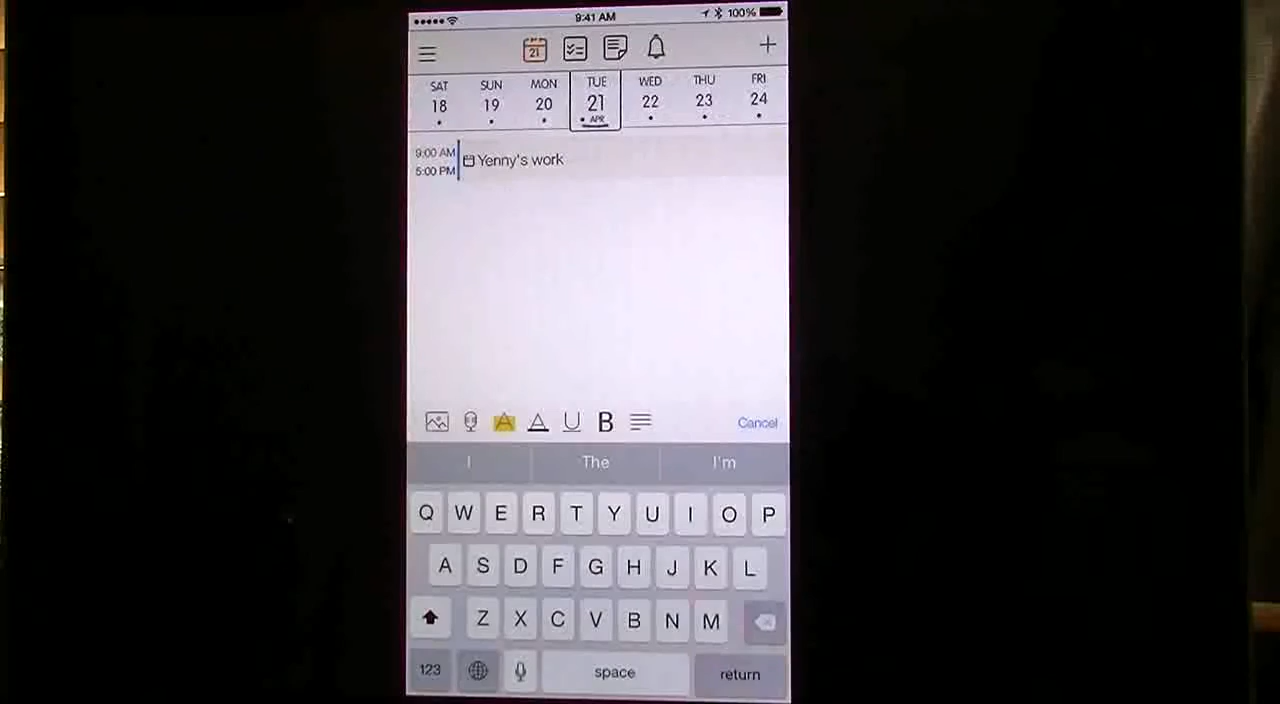 9:41 AM 100%
21
SAT SUN MON TUE WED THU FRI
18 19 20 21 22 23 24
APR
9:00 AM
5:00 PM
Yenny's work
A A U B Cancel
I The I'm
Q W E R T Y U I O P
A S D F G H J K L
Z X C V B N M
123 space return